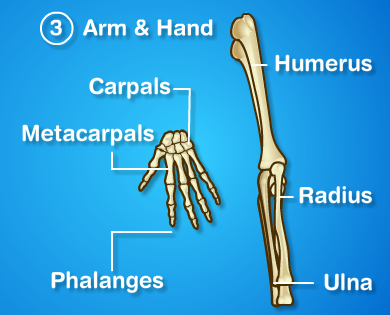 3 Arm & Hand
Humerus
Carpals
Metacarpals
Radius
Phalanges
Ulna